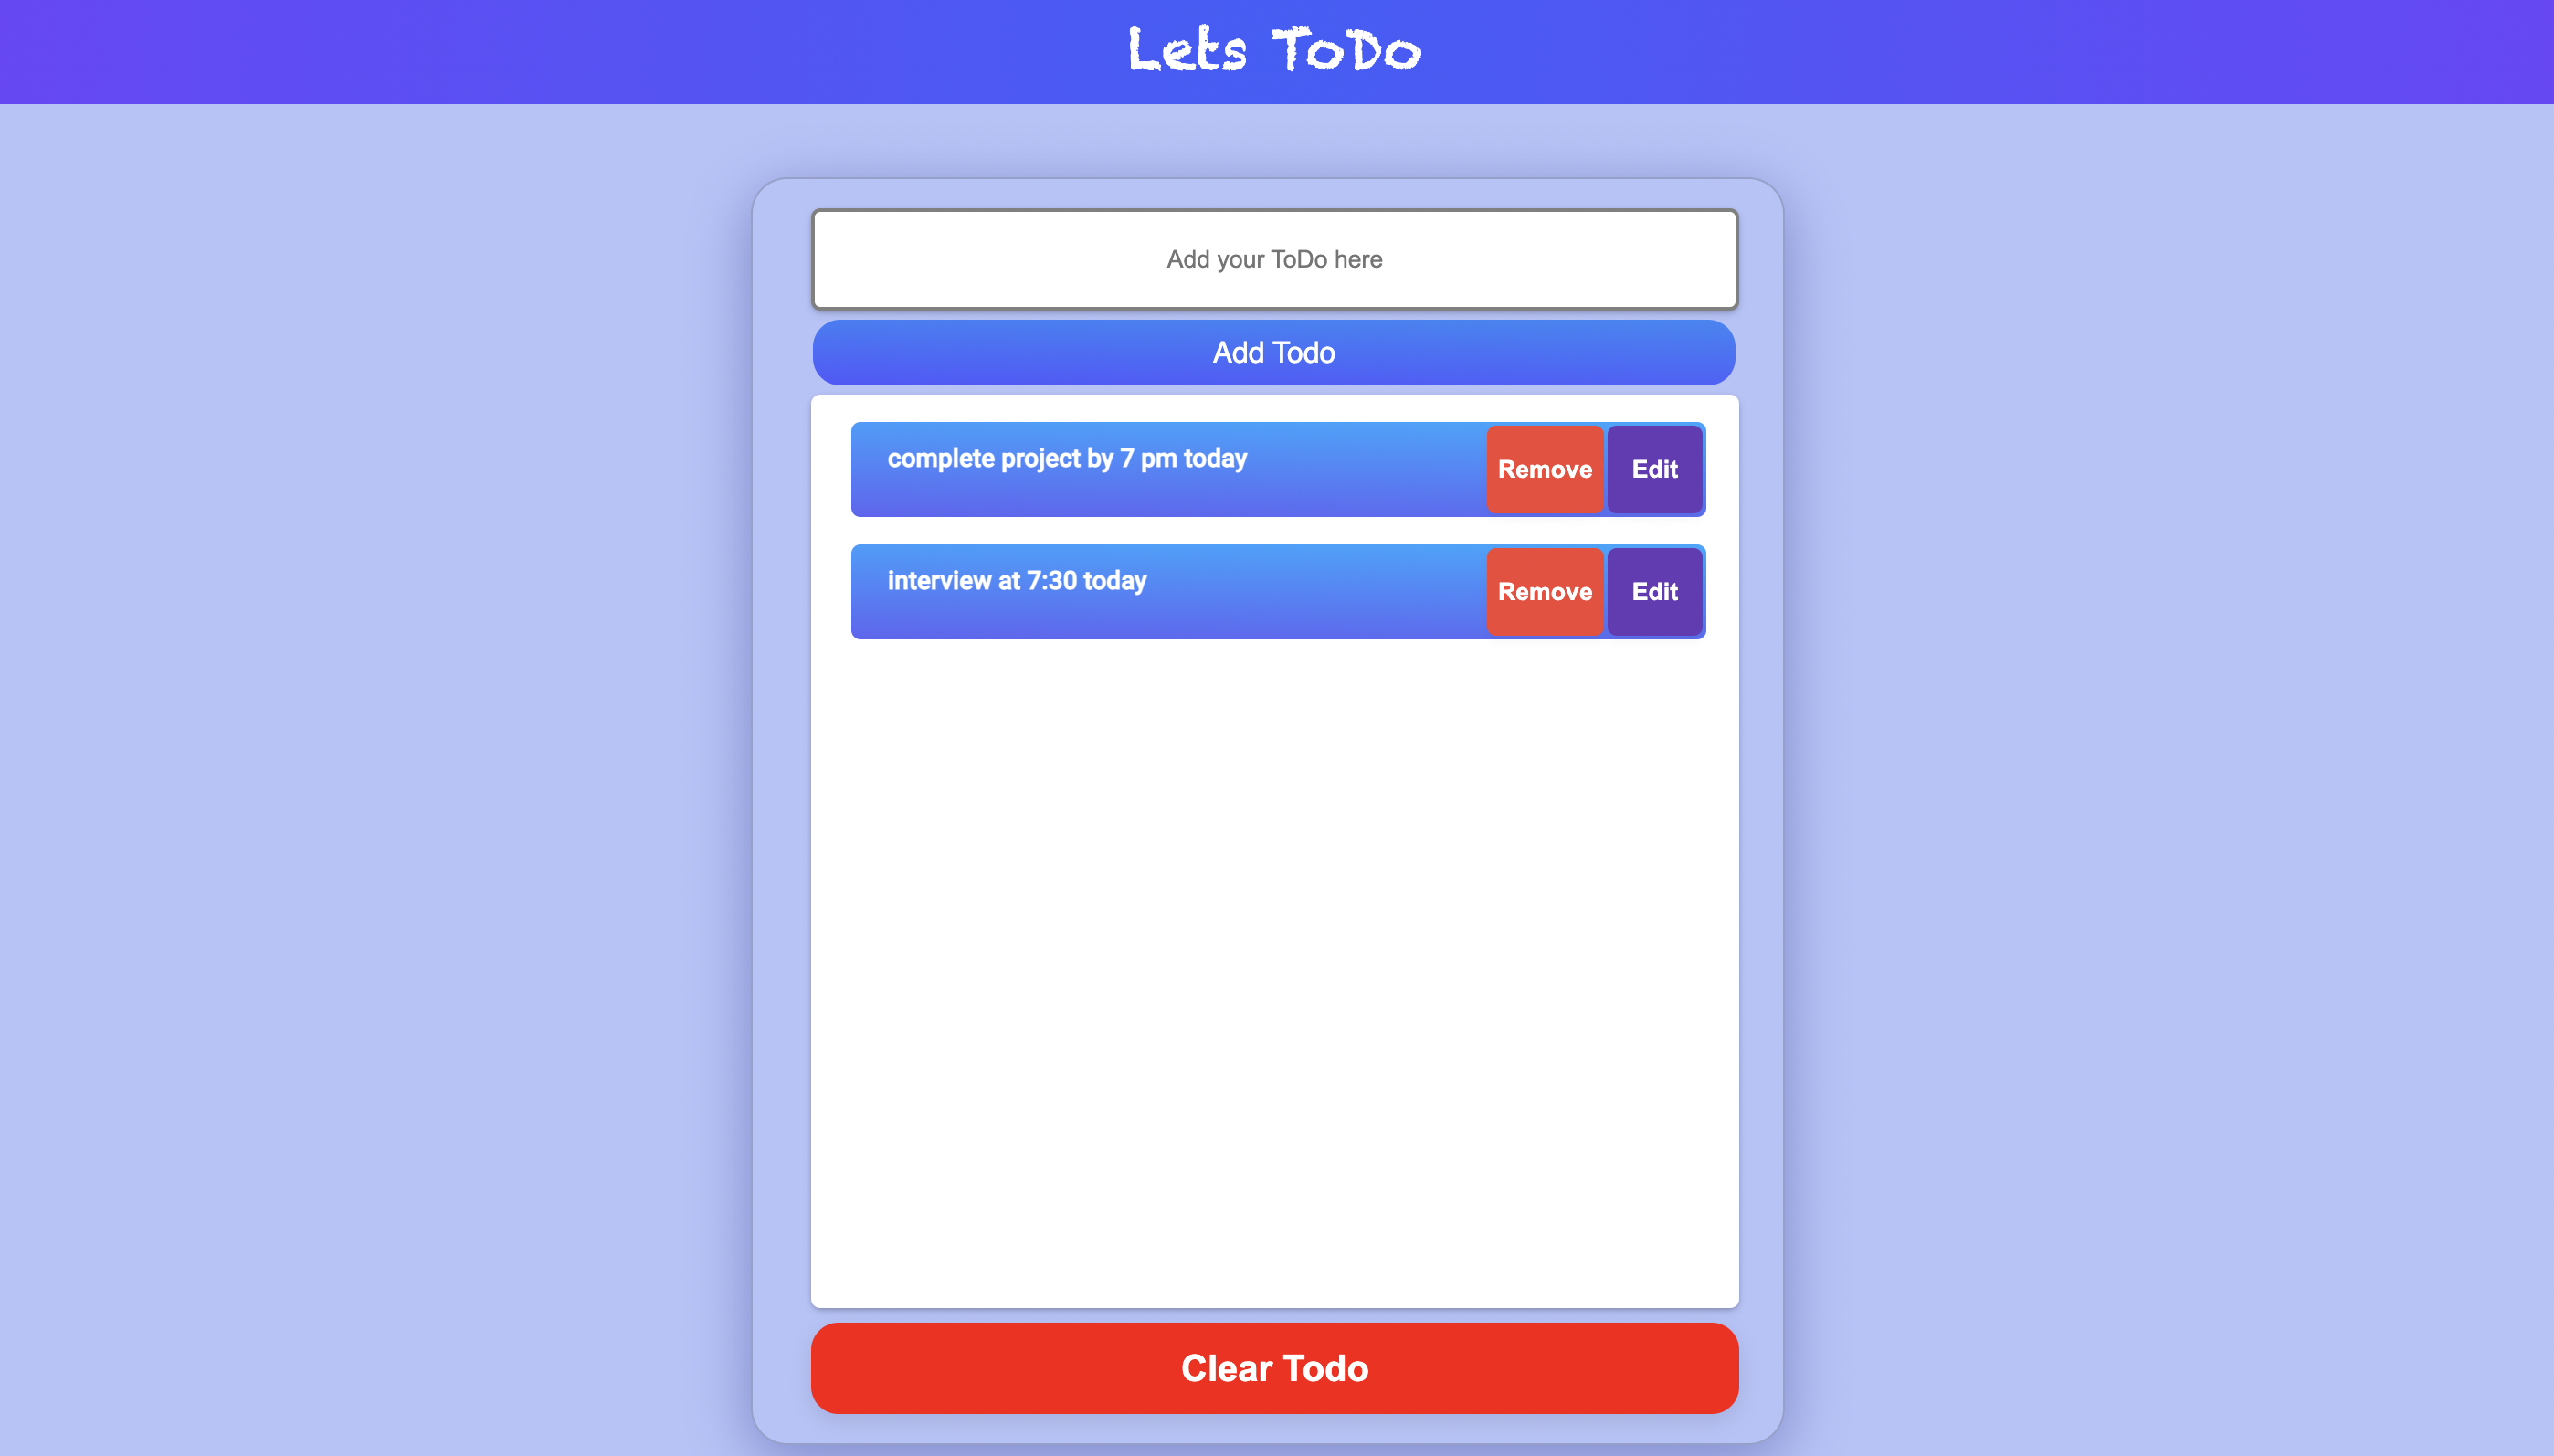 Lets ToDo
Add your ToDo here
Add Todo
complete project by 7 pm today Remove Edit
interview at 7:30 today Remove Edit
Clear Todo